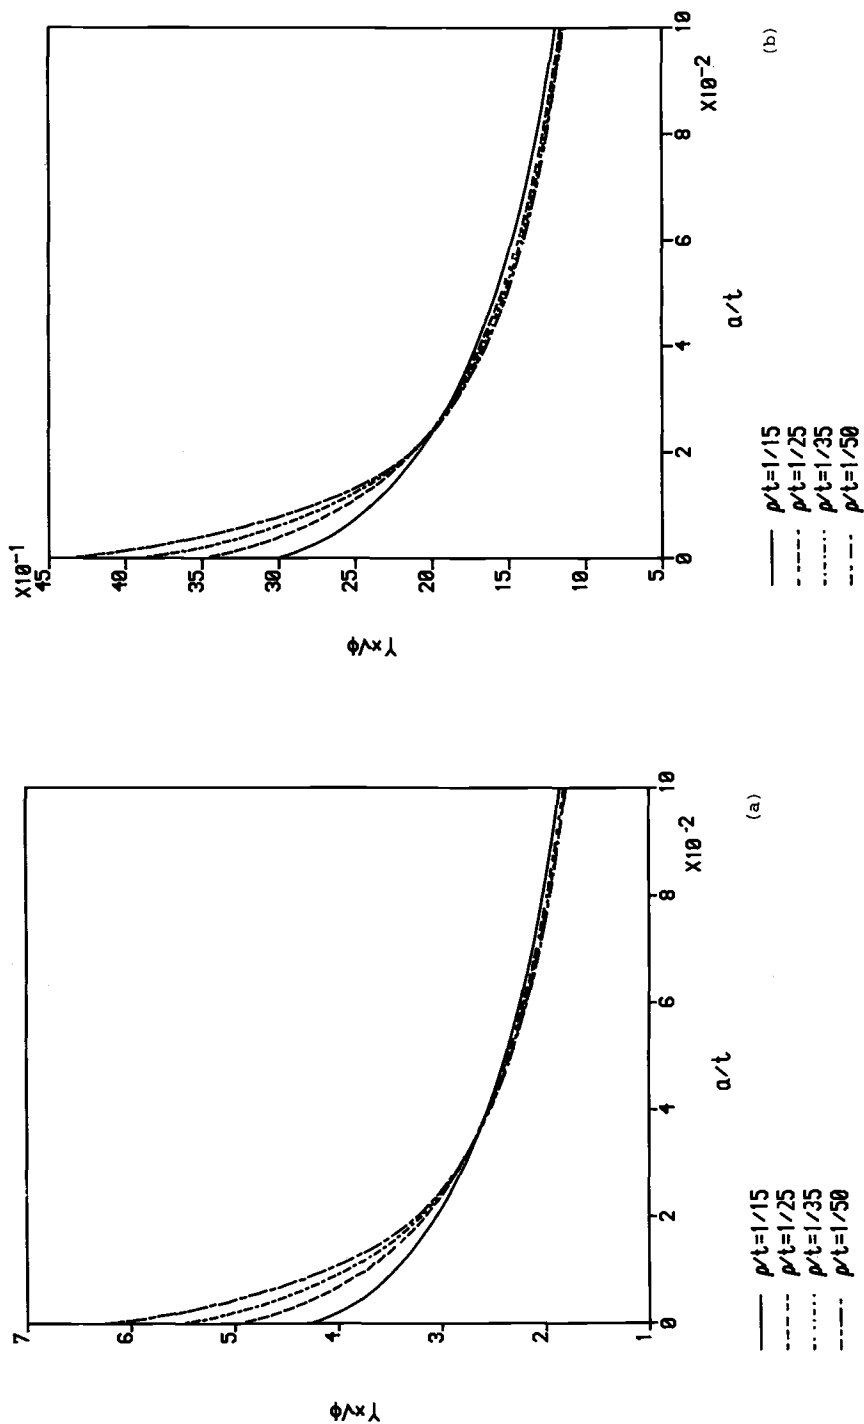 7.
6.
5.
4.
3.
2.
1.
0
2
4
6
8
10
X10⁻²
a/t
Y×√Φ
(a)
ρ/t=1/15
ρ/t=1/25
ρ/t=1/35
ρ/t=1/50
X10⁻¹
45
40.
35.
30.
25.
20.
15.
10.
5.
0
2
4
6
8
10
X10⁻²
a/t
Y×√Φ
(b)
ρ/t=1/15
ρ/t=1/25
ρ/t=1/35
ρ/t=1/50